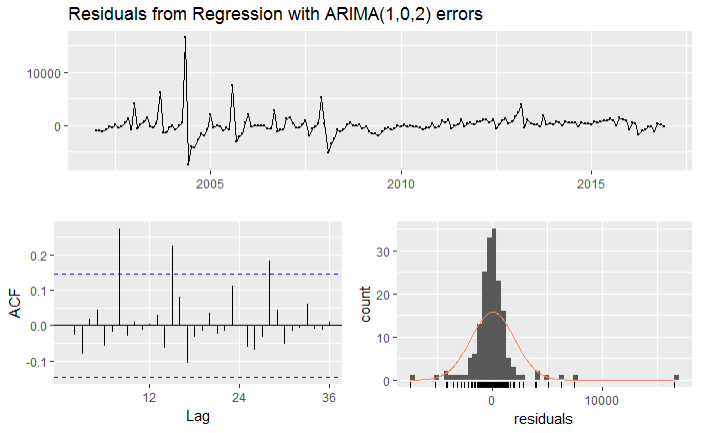 Residuals from Regression with ARIMA(1,0,2) errors
10000
0
2005 2010 2015
ACF
0.2
0.1
0.0
-0.1
12 24 36
Lag
count
30
20
10
0
0 10000
residuals